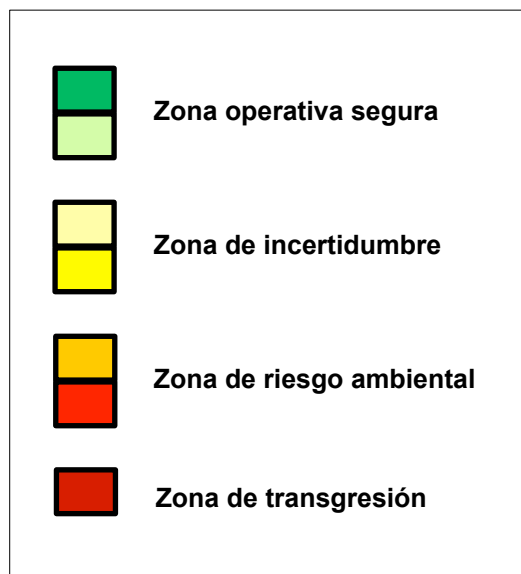 Zona operativa segura
Zona de incertidumbre
Zona de riesgo ambiental
Zona de transgresión